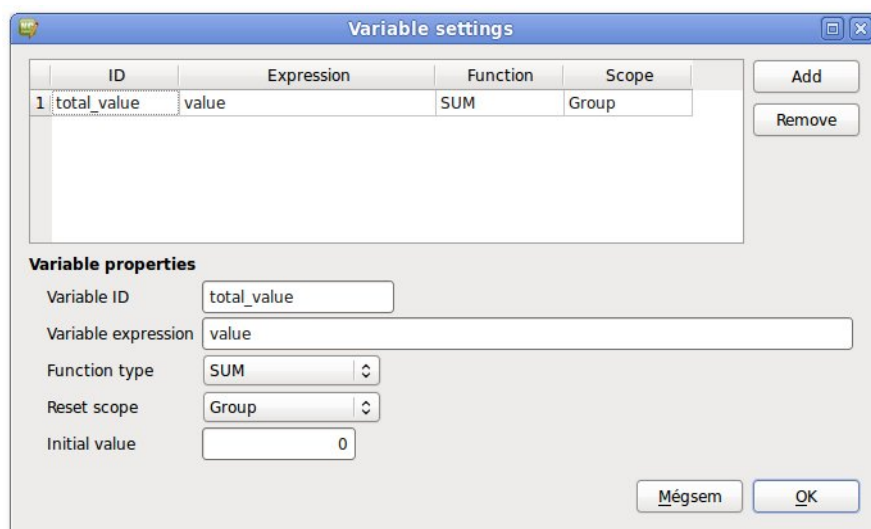 Variable settings
ID Expression Function Scope
1 total_value value SUM Group
Add
Remove
Variable properties
Variable ID total_value
Variable expression value
Function type SUM
Reset scope Group
Initial value 0
Mégsem OK